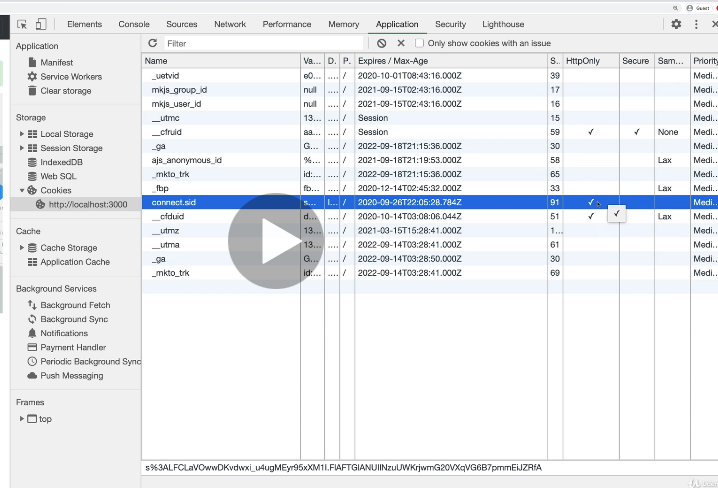 Guest
Elements Console Sources Network Performance Memory Application Security Lighthouse
Application
Manifest
Service Workers
Clear storage
Storage
Local Storage
Session Storage
IndexedDB
Web SQL
Cookies
http://localhost:3000
Cache
Cache Storage
Application Cache
Background Services
Background Fetch
Background Sync
Notifications
Payment Handler
Periodic Background Sync
Push Messaging
Frames
top
Filter
Only show cookies with an issue
Name Va... D. P. Expires / Max-Age S.. HttpOnly Secure Sam... Priority
_uetvid e0... .... / 2020-10-01T08:43:16.000Z 39 Medi...
mkjs_group_id null .... / 2021-09-15T02:43:16.000Z 17 Medi...
mkjs_user_id null .... / 2021-09-15T02:43:16.000Z 16 Medi...
__utmc 13... .... / Session 15 Medi...
__cfruid aa... .... / Session 59 ✓ ✓ None Medi...
_ga G... .... / 2022-09-18T21:15:36.000Z 30 Medi...
ajs_anonymous_id %... .... / 2021-09-18T21:19:53.000Z 58 Lax Medi...
_mkto_trk id:... .... / 2022-09-18T21:15:36.000Z 65 Medi...
_fbp fb... .... / 2020-12-14T02:45:32.000Z 33 Lax Medi...
connect.sid s... l... / 2020-09-26T22:05:28.784Z 91 ✓ Medi...
__cfduid d... .... / 2020-10-14T03:08:06.044Z 51 ✓ Lax Medi...
__utmz 13... .... / 2021-03-15T15:28:41.000Z 1... Medi...
__utma 13... .... / 2022-09-14T03:28:41.000Z 61 Medi...
_ga G... .... / 2022-09-14T03:28:50.000Z 30 Medi...
_mkto_trk id:... .... / 2022-09-14T03:28:41.000Z 69 Medi...
✓